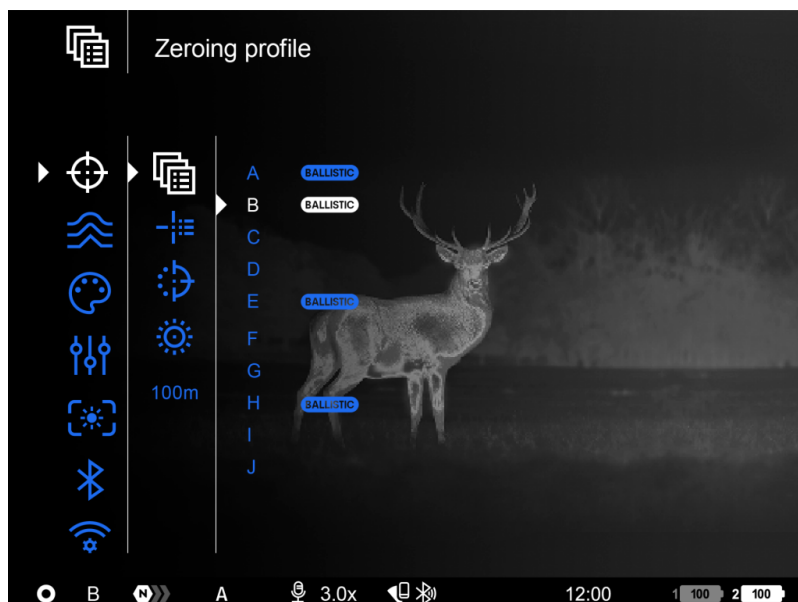 Zeroing profile
A BALLISTIC
B BALLISTIC
C
D
E BALLISTIC
F
G
100m
H BALLISTIC
I
J
B N A 3.0x 12:00 1 100 2 100